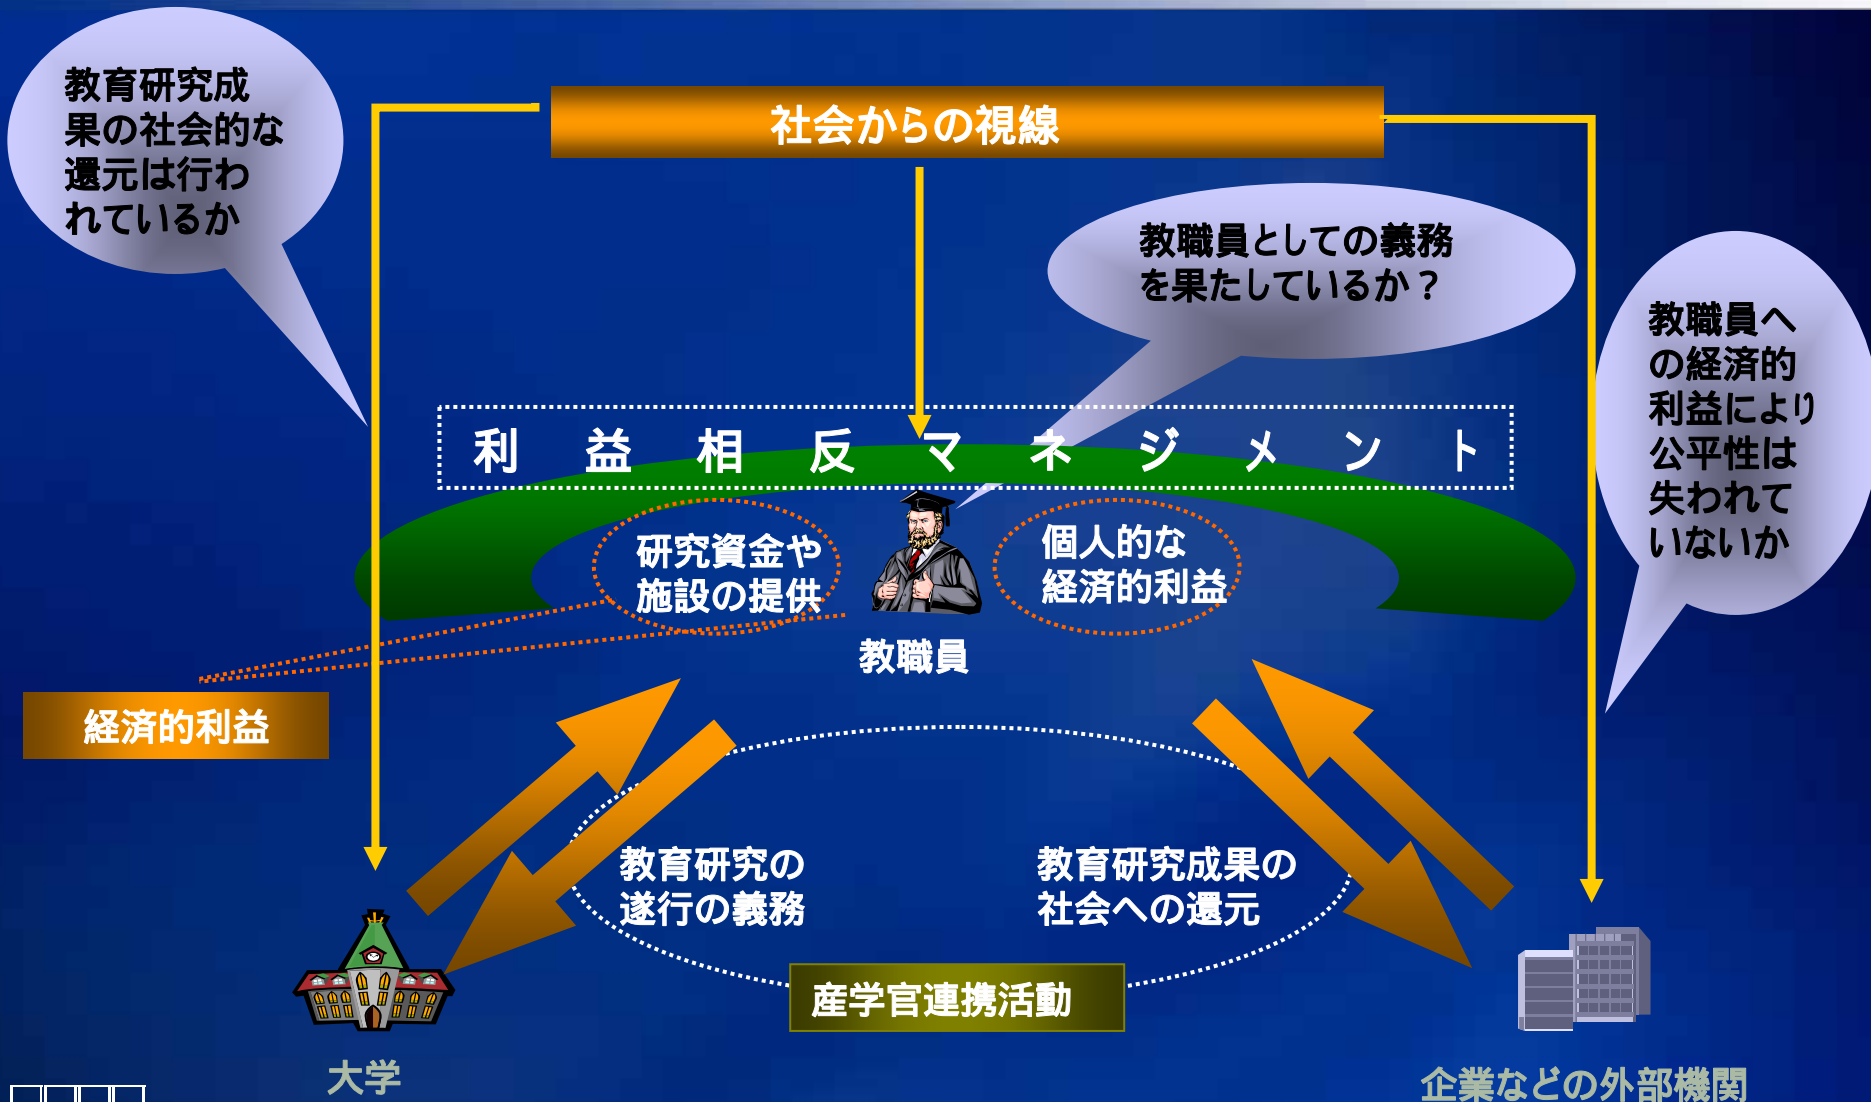 教育研究成
果の社会的な
還元は行わ
れているか
社会からの視線
教職員としての義務
を果たしているか？
教職員へ
の経済的
利益により
公平性は
失われて
いないか
利益相反マネジメント
研究資金や
施設の提供
個人的な
経済的利益
教職員
経済的利益
教育研究の
遂行の義務
教育研究成果の
社会への還元
産学官連携活動
大学
企業などの外部機関